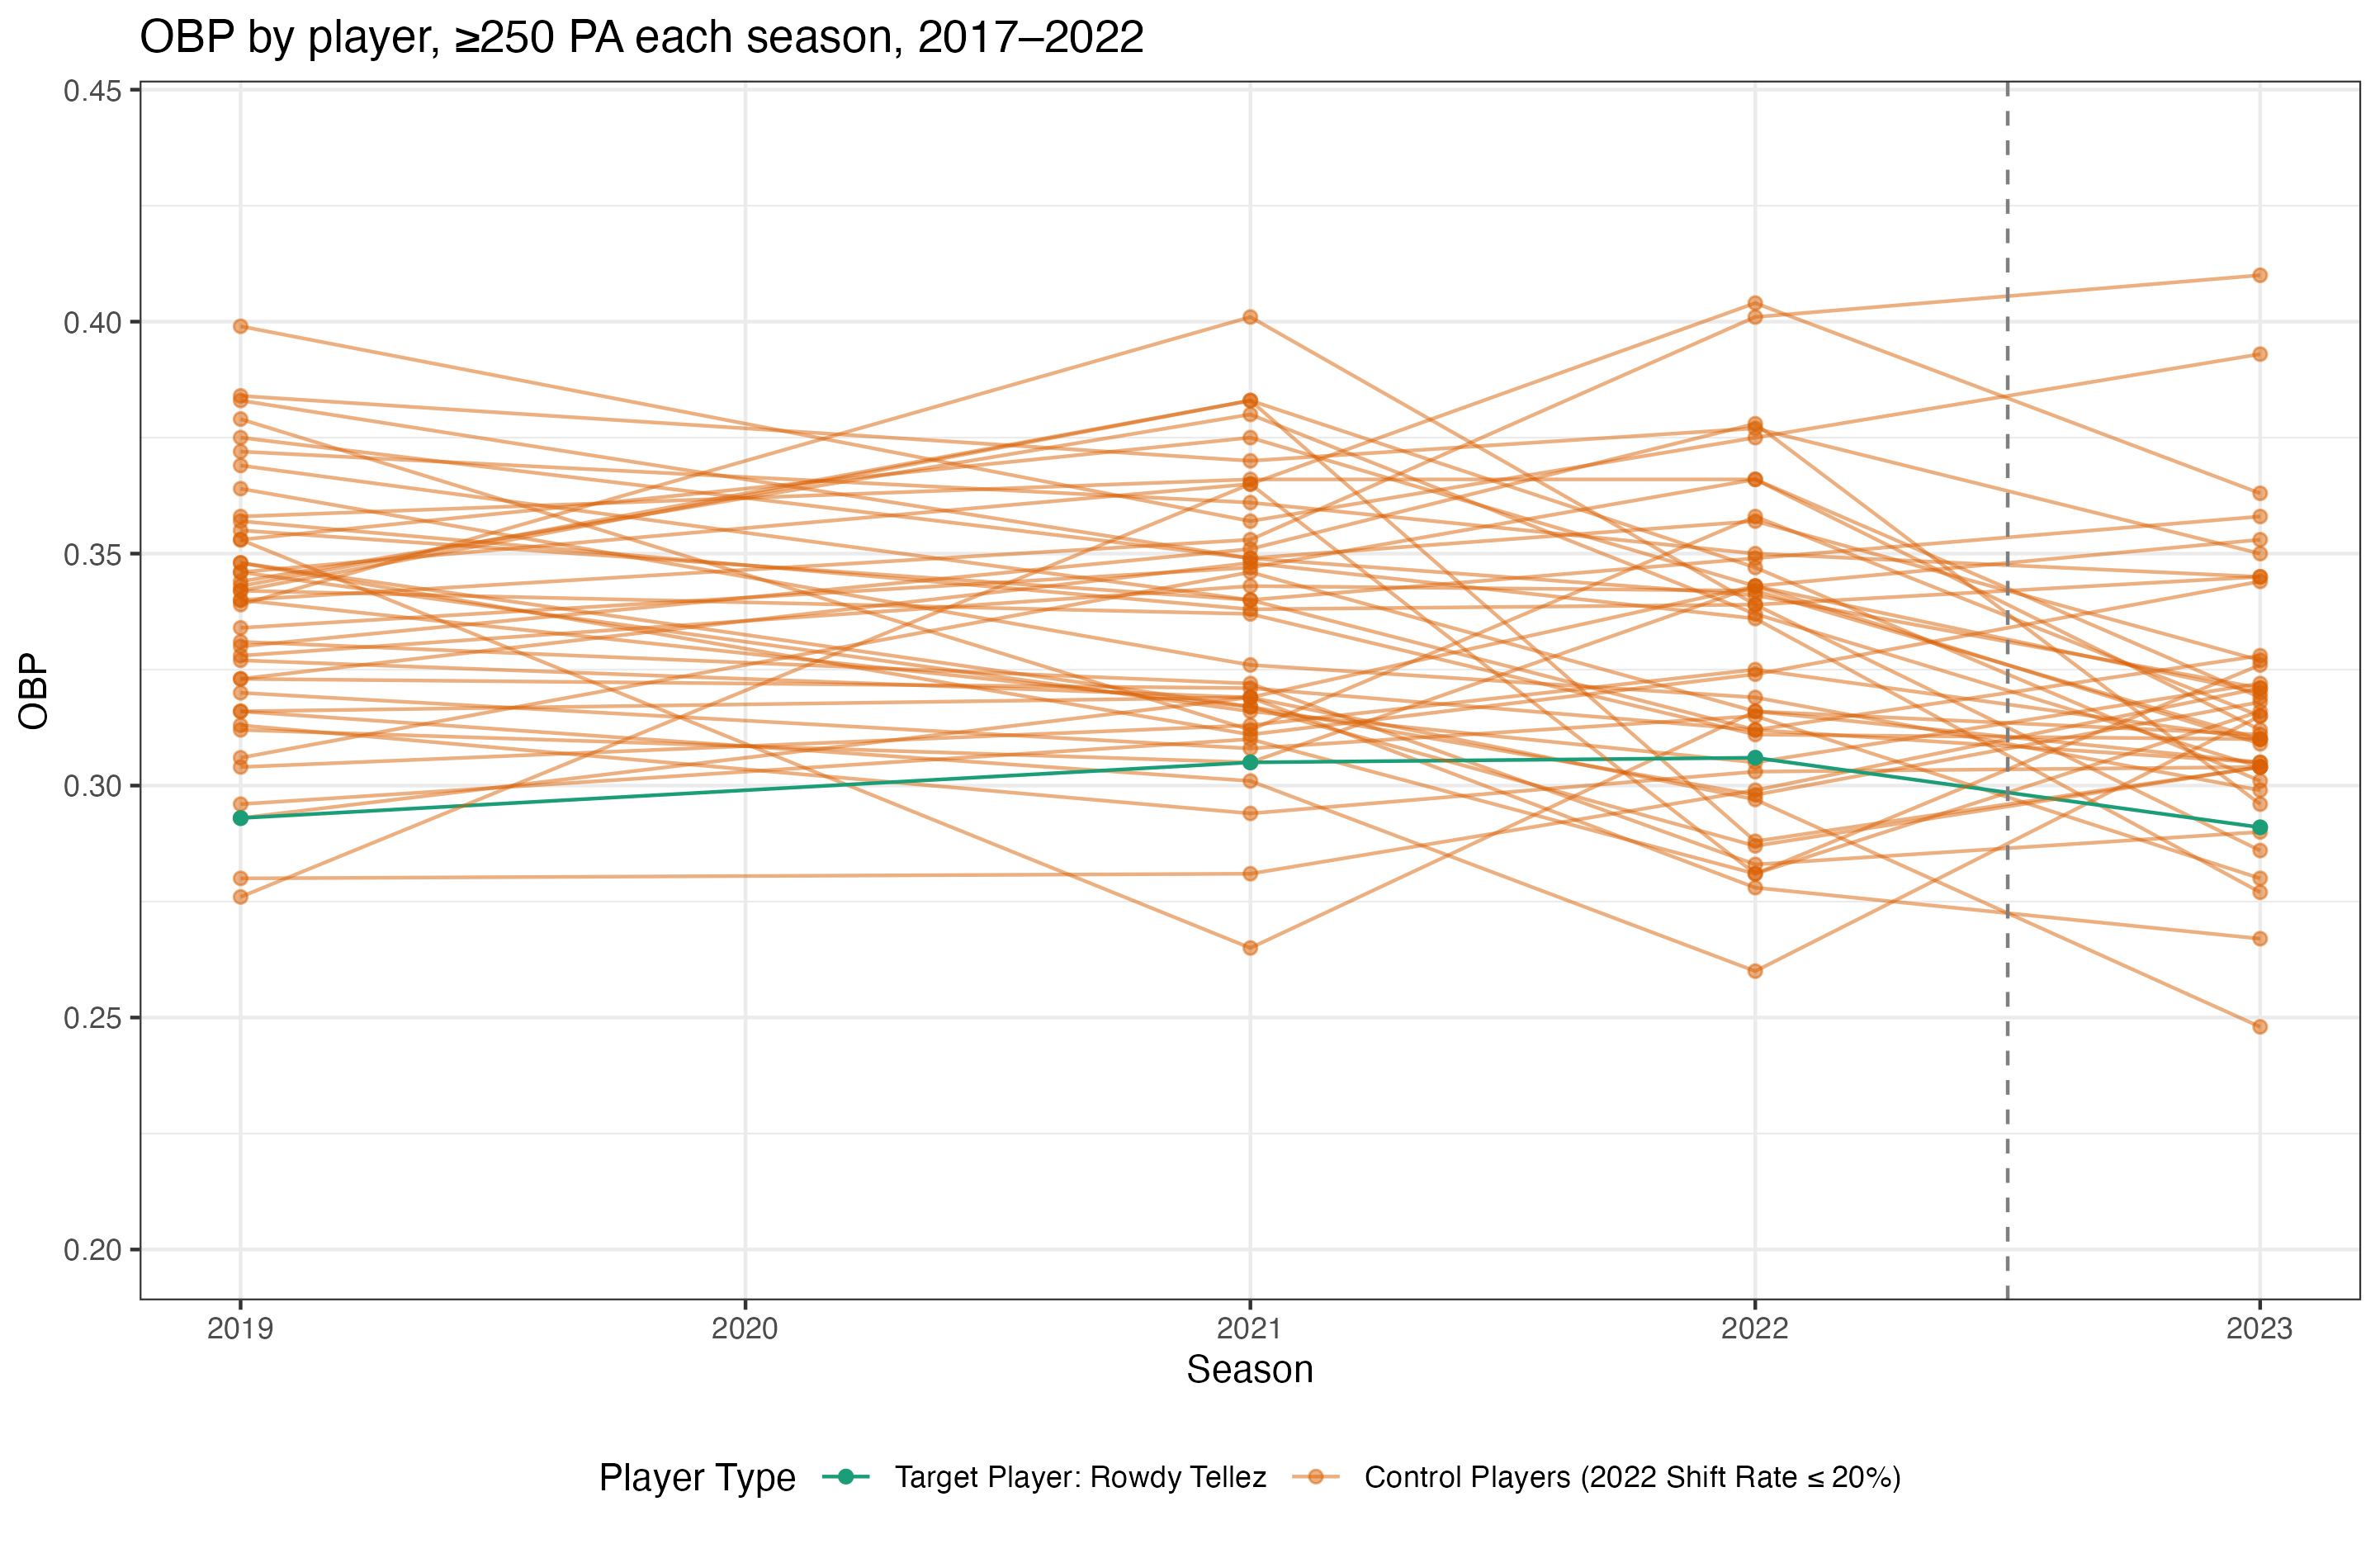 OBP by player, ≥250 PA each season, 2017–2022
OBP
0.45
0.40
0.35
0.30
0.25
0.20
2019 2020 2021 2022 2023
Season
Player Type Target Player: Rowdy Tellez Control Players (2022 Shift Rate ≤ 20%)